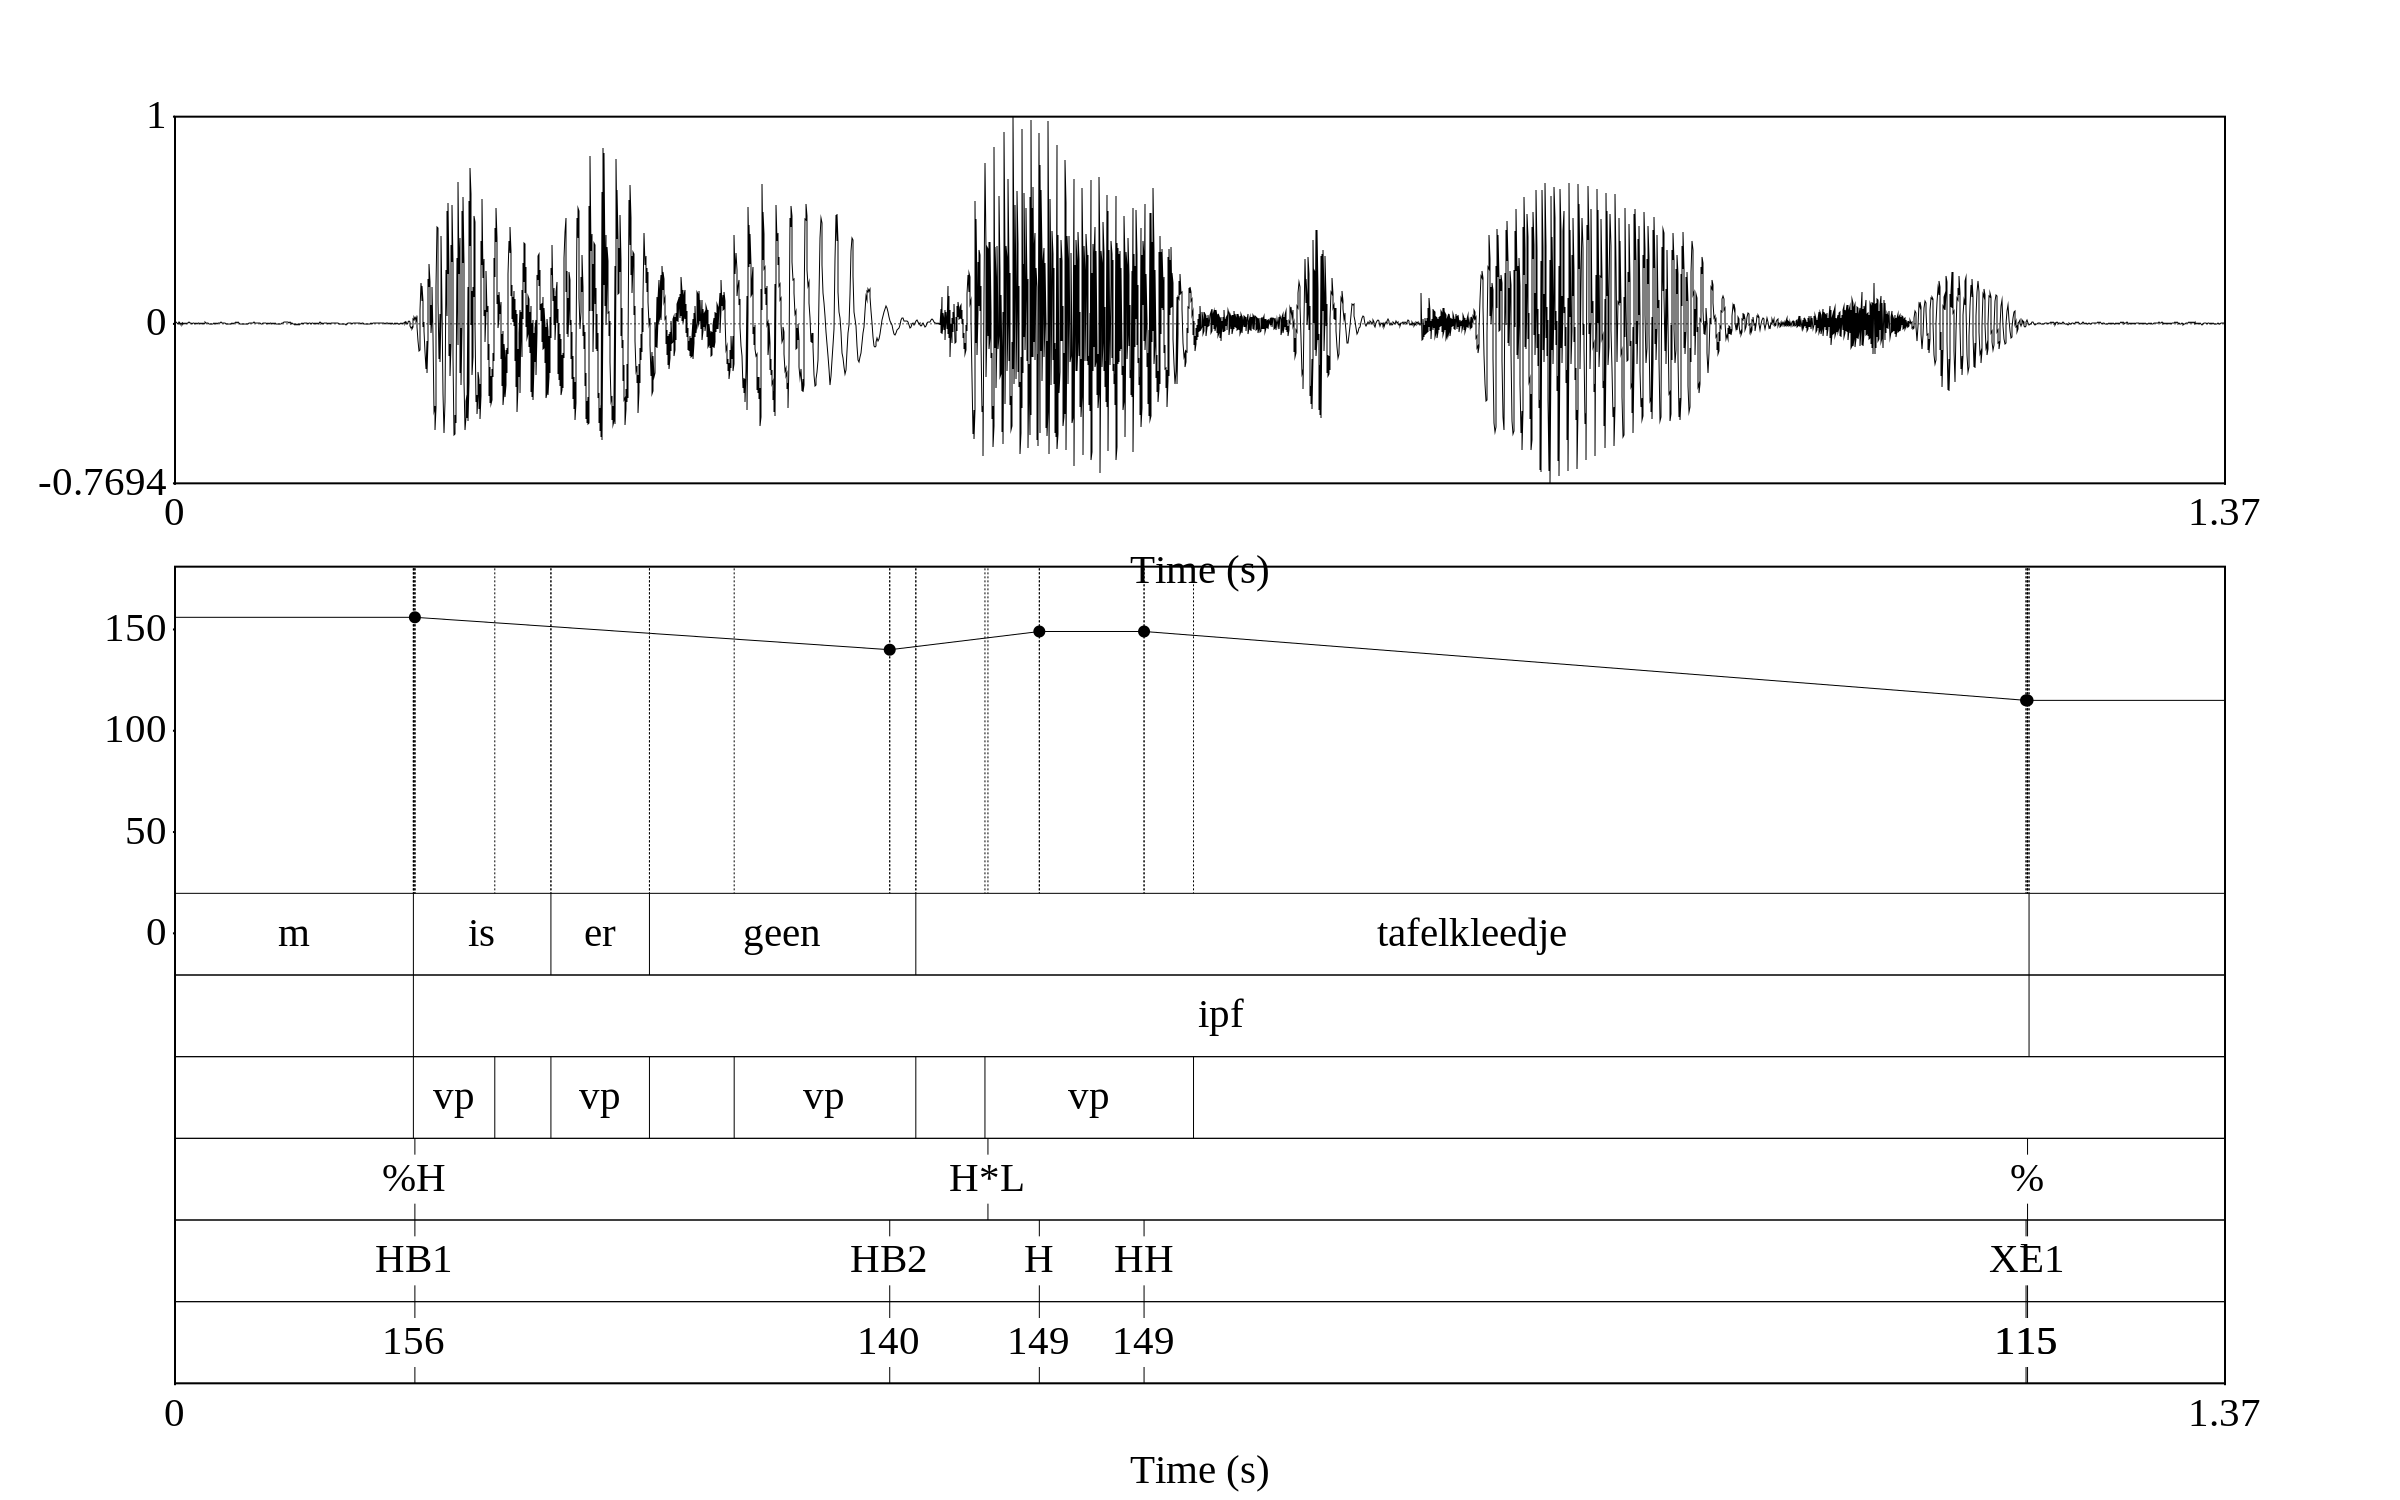 1
0
-0.7694
0 1.37
Time (s)
150
100
50
0
m is er geen tafelkleedje
ipf
vp vp vp vp
%H H*L %
HB1 HB2 H HH XE1
156 140 149 149 115
0 1.37
Time (s)